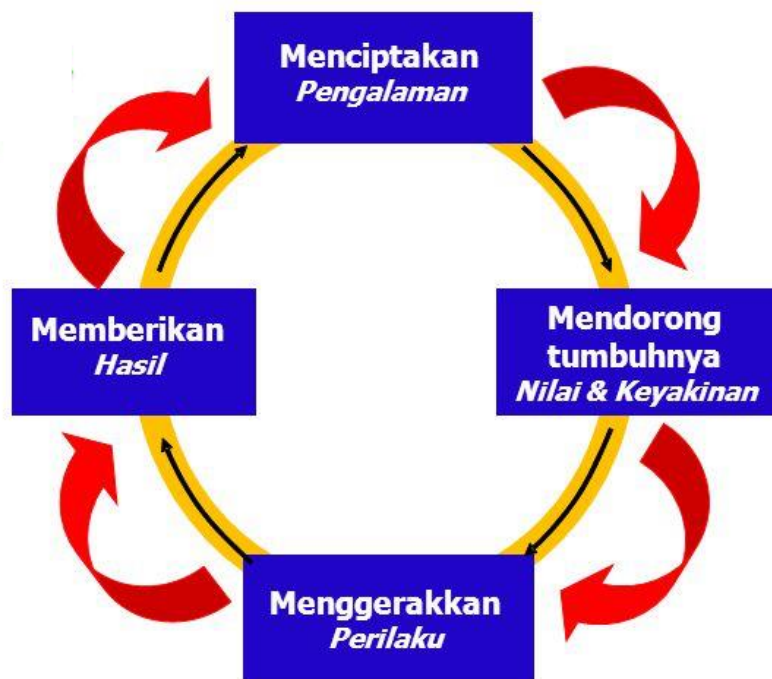 Menciptakan
Pengalaman
Mendorong
tumbuhnya
Nilai & Keyakinan
Menggerakkan
Perilaku
Memberikan
Hasil